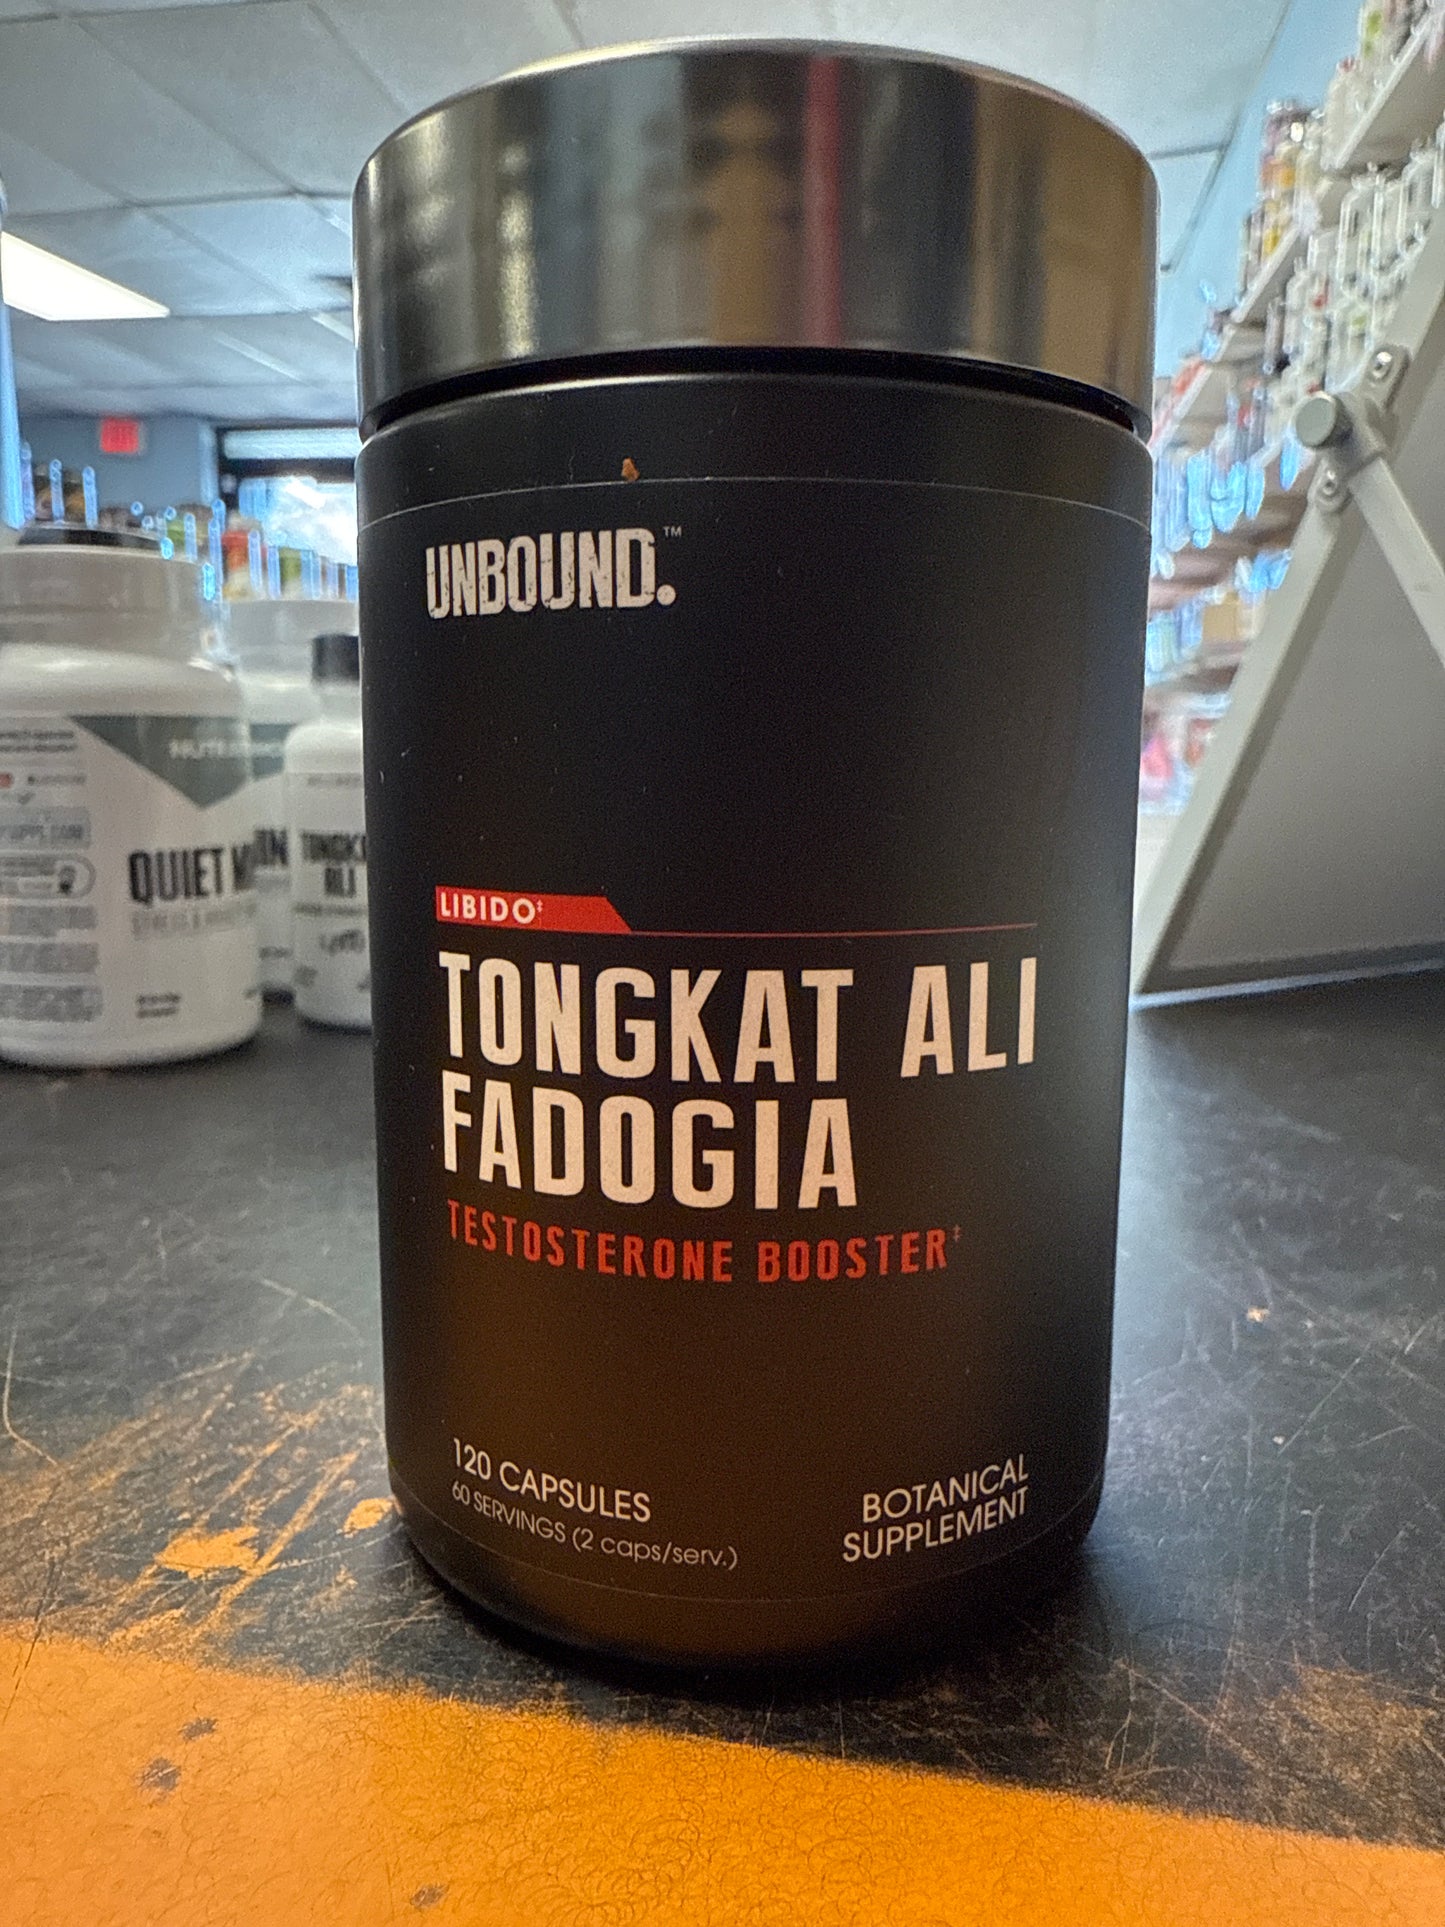 UNBOUND.™
LIBIDO‡
TONGKAT ALI
FADOGIA
TESTOSTERONE BOOSTER‡
120 CAPSULES
60 SERVINGS (2 caps/serv.)
BOTANICAL
SUPPLEMENT
QUIET
TONGK
ALI